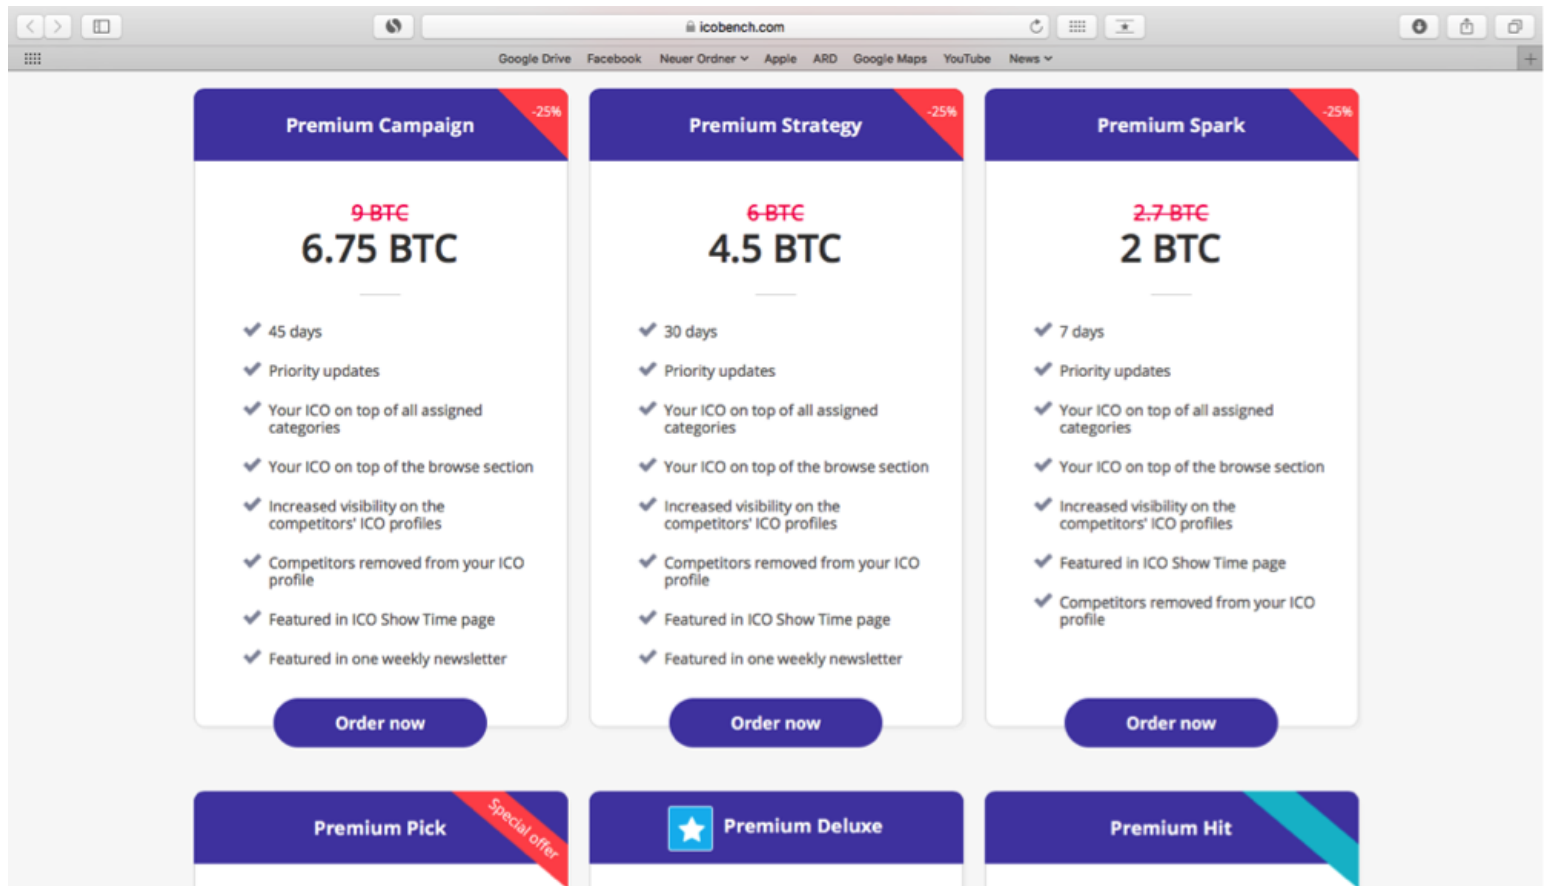 icobench.com
Google Drive Facebook Neuer Ordner Apple ARD Google Maps YouTube News
Premium Campaign
-25%
9 BTC
6.75 BTC
45 days
Priority updates
Your ICO on top of all assigned
categories
Your ICO on top of the browse section
Increased visibility on the
competitors' ICO profiles
Competitors removed from your ICO
profile
Featured in ICO Show Time page
Featured in one weekly newsletter
Order now
Premium Strategy
-25%
6 BTC
4.5 BTC
30 days
Priority updates
Your ICO on top of all assigned
categories
Your ICO on top of the browse section
Increased visibility on the
competitors' ICO profiles
Competitors removed from your ICO
profile
Featured in ICO Show Time page
Featured in one weekly newsletter
Order now
Premium Spark
-25%
2.7 BTC
2 BTC
7 days
Priority updates
Your ICO on top of all assigned
categories
Your ICO on top of the browse section
Increased visibility on the
competitors' ICO profiles
Featured in ICO Show Time page
Competitors removed from your ICO
profile
Order now
Premium Pick
Special offer
Premium Deluxe
Premium Hit